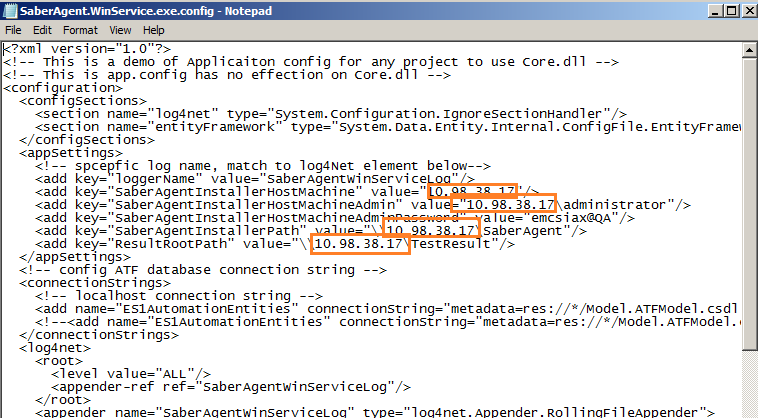 SaberAgent.WinService.exe.config - Notepad
File Edit Format View Help
<?xml version="1.0"?>
<!-- This is a demo of Applicaiton config for any project to use Core.dll -->
<!-- This is app.config has no effection on Core.dll -->
<configuration>
<configSections>
<section name="log4net" type="System.Configuration.IgnoreSectionHandler"/>
<section name="entityFramework" type="System.Data.Entity.Internal.ConfigFile.EntityFramew
</configSections>
<appSettings>
<!-- spcepfic log name, match to log4Net element below-->
<add key="loggerName" value="SaberAgentWinServiceLog"/>
<add key="SaberAgentInstallerHostMachine" value="10.98.38.17"/>
<add key="SaberAgentInstallerHostMachineAdmin" value="10.98.38.17\administrator"/>
<add key="SaberAgentInstallerHostMachineAdminPassword" value="emcsiax@QA"/>
<add key="SaberAgentInstallerPath" value="\\10.98.38.17\SaberAgent"/>
<add key="ResultRootPath" value="\\10.98.38.17\TestResult"/>
</appSettings>
<!-- config ATF database connection string -->
<connectionStrings>
<!-- localhost connection string -->
<add name="ES1AutomationEntities" connectionString="metadata=res://*/Model.ATFModel.csdl
<!--<add name="ES1AutomationEntities" connectionString="metadata=res://*/Model.ATFModel.c
</connectionStrings>
<log4net>
<root>
<level value="ALL"/>
<appender-ref ref="SaberAgentWinServiceLog"/>
</root>
<appender name="SaberAgentWinServiceLog" type="log4net.Appender.RollingFileAppender">